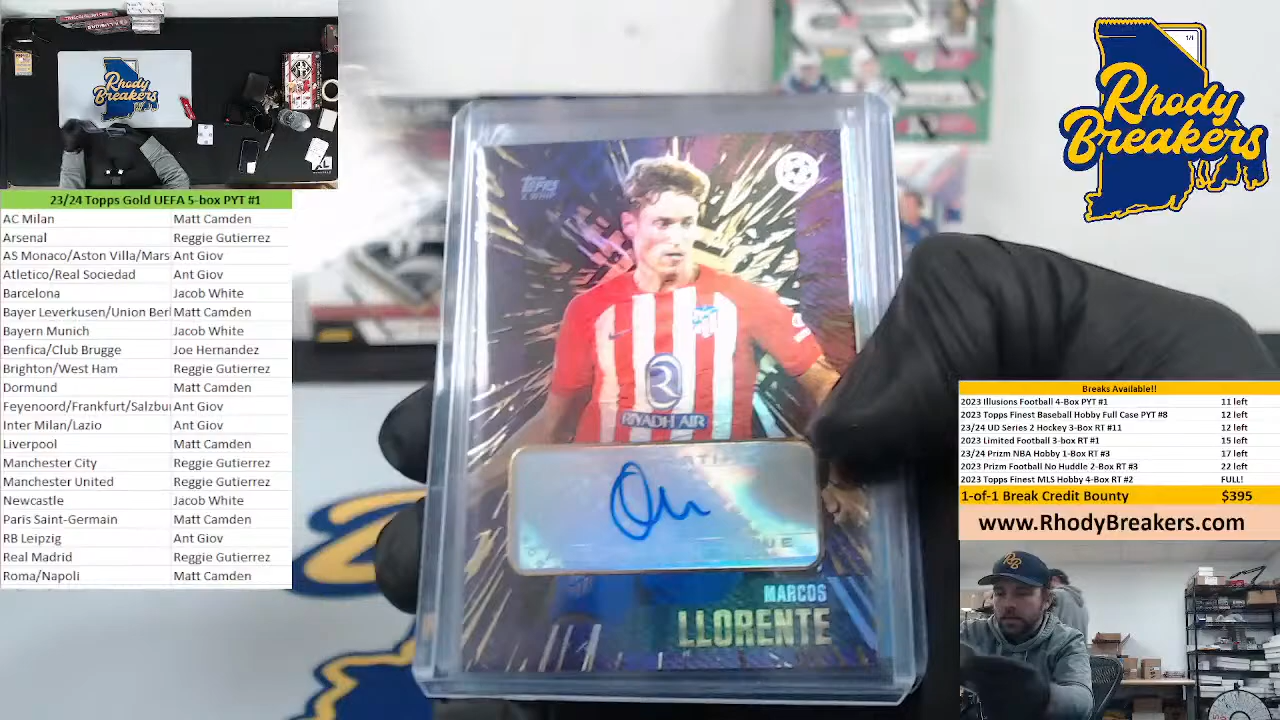 Rhody
Breakers
23/24 Topps Gold UEFA 5-box PYT #1
AC Milan Matt Camden
Arsenal Reggie Gutierrez
AS Monaco/Aston Villa/Mars Ant Giov
Atletico/Real Sociedad Ant Giov
Barcelona Jacob White
Bayer Leverkusen/Union Berl Matt Camden
Bayern Munich Jacob White
Benfica/Club Brugge Joe Hernandez
Brighton/West Ham Reggie Gutierrez
Dormund Matt Camden
Feyenoord/Frankfurt/Salzbu Ant Giov
Inter Milan/Lazio Ant Giov
Liverpool Matt Camden
Manchester City Reggie Gutierrez
Manchester United Reggie Gutierrez
Newcastle Jacob White
Paris Saint-Germain Matt Camden
RB Leipzig Ant Giov
Real Madrid Reggie Gutierrez
Roma/Napoli Matt Camden
TOPPS
X WHIP
R
RIYADH AIR
MARCOS
LLORENTE
1/1
Rhody
Breakers
Breaks Available!!
2023 Illusions Football 4-Box PYT #1 11 left
2023 Topps Finest Baseball Hobby Full Case PYT #8 12 left
23/24 UD Series 2 Hockey 3-Box RT #11 12 left
2023 Limited Football 3-box RT #1 15 left
23/24 Prizm NBA Hobby 1-Box RT #3 17 left
2023 Prizm Football No Huddle 2-Box RT #3 22 left
2023 Topps Finest MLS Hobby 4-Box RT #2 FULL!
1-of-1 Break Credit Bounty $395
www.RhodyBreakers.com
RB